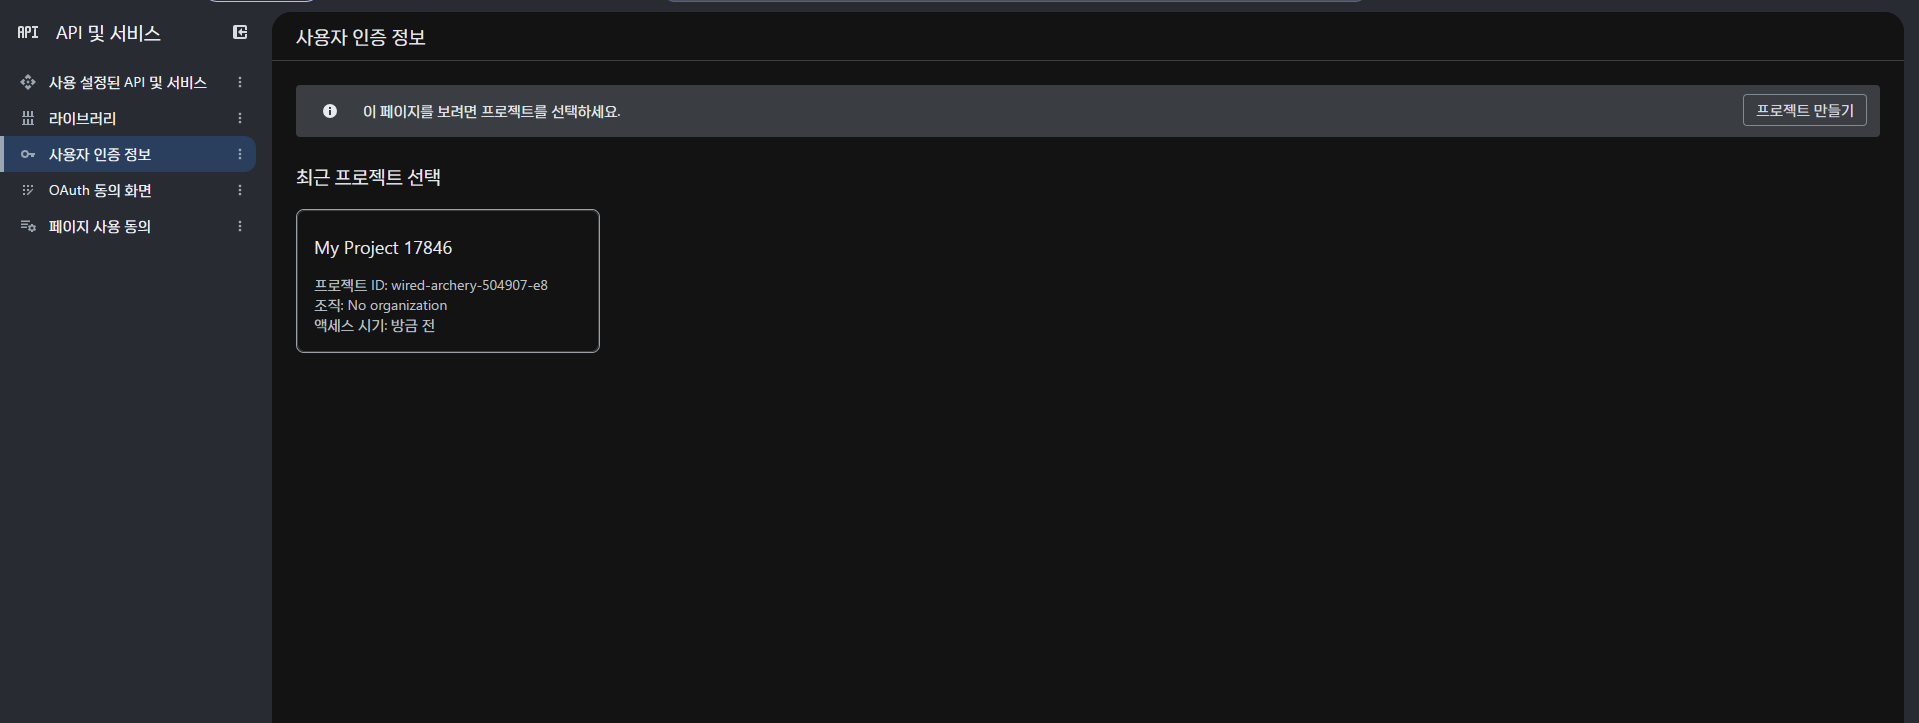 API API 및 서비스
사용 설정된 API 및 서비스
라이브러리
사용자 인증 정보
OAuth 동의 화면
페이지 사용 동의
사용자 인증 정보
이 페이지를 보려면 프로젝트를 선택하세요.
프로젝트 만들기
최근 프로젝트 선택
My Project 17846
프로젝트 ID: wired-archery-504907-e8
조직: No organization
액세스 시기: 방금 전